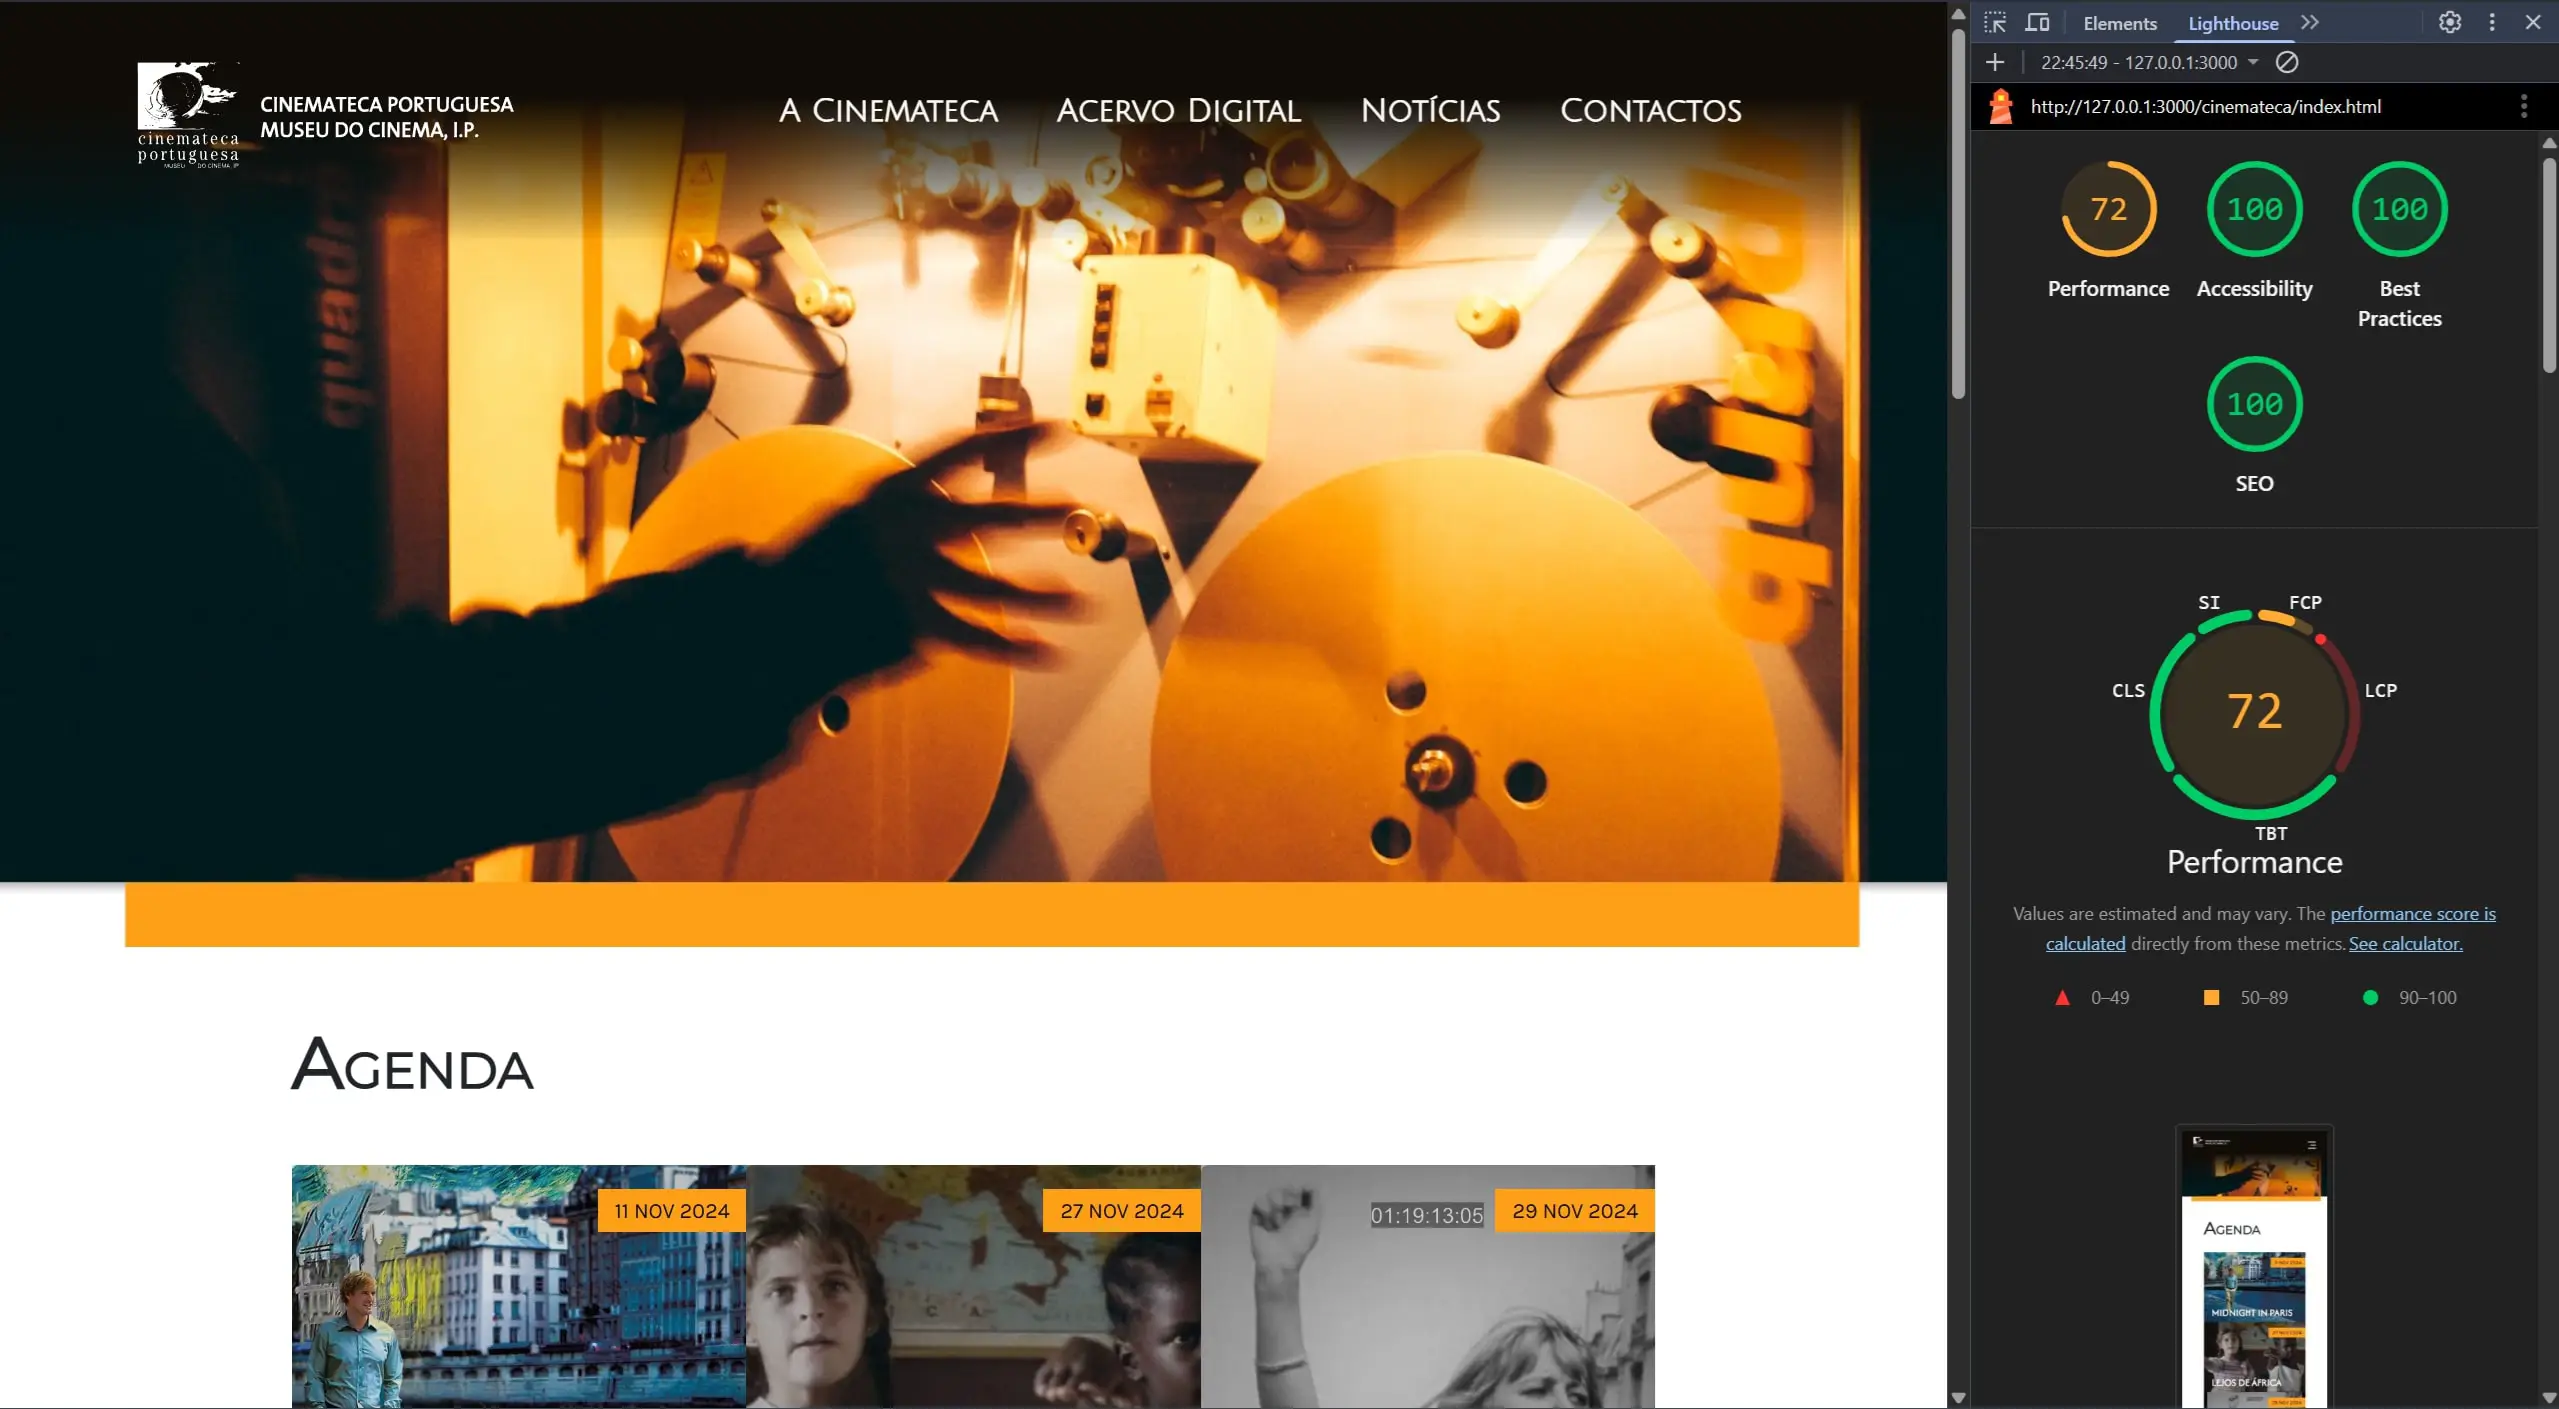 cinemateca
portuguesa
MUSEU DO CINEMA, IP
CINEMATECA PORTUGUESA
MUSEU DO CINEMA, I.P.
A Cinemateca
Acervo Digital
Notícias
Contactos
Agenda
11 NOV 2024
27 NOV 2024
01:19:13:05
29 NOV 2024
Elements
Lighthouse
22:45:49 - 127.0.0.1:3000
http://127.0.0.1:3000/cinemateca/index.html
72
100
100
Performance
Accessibility
Best
Practices
100
SEO
SI
FCP
CLS
LCP
72
TBT
Performance
Values are estimated and may vary. The performance score is
calculated directly from these metrics. See calculator.
0–49
50–89
90–100
Agenda
MIDNIGHT IN PARIS
LEJOS DE ÁFRICA